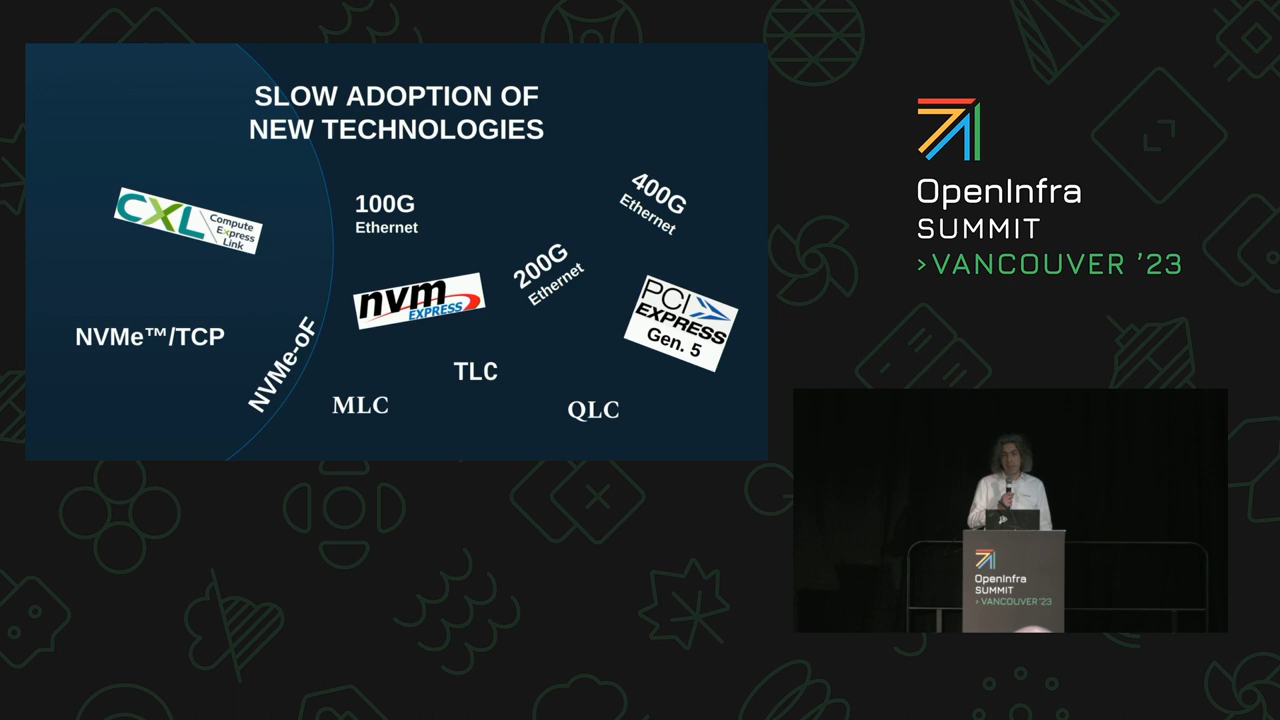 SLOW ADOPTION OF
NEW TECHNOLOGIES
CXL
Compute
Express
Link
100G
Ethernet
400G
Ethernet
200G
Ethernet
nvm
EXPRESS
PCI
EXPRESS
Gen. 5
NVMe™/TCP
NVMe-oF
TLC
MLC
QLC
OpenInfra
SUMMIT
>VANCOUVER ’23
OpenInfra
SUMMIT
>VANCOUVER ’23